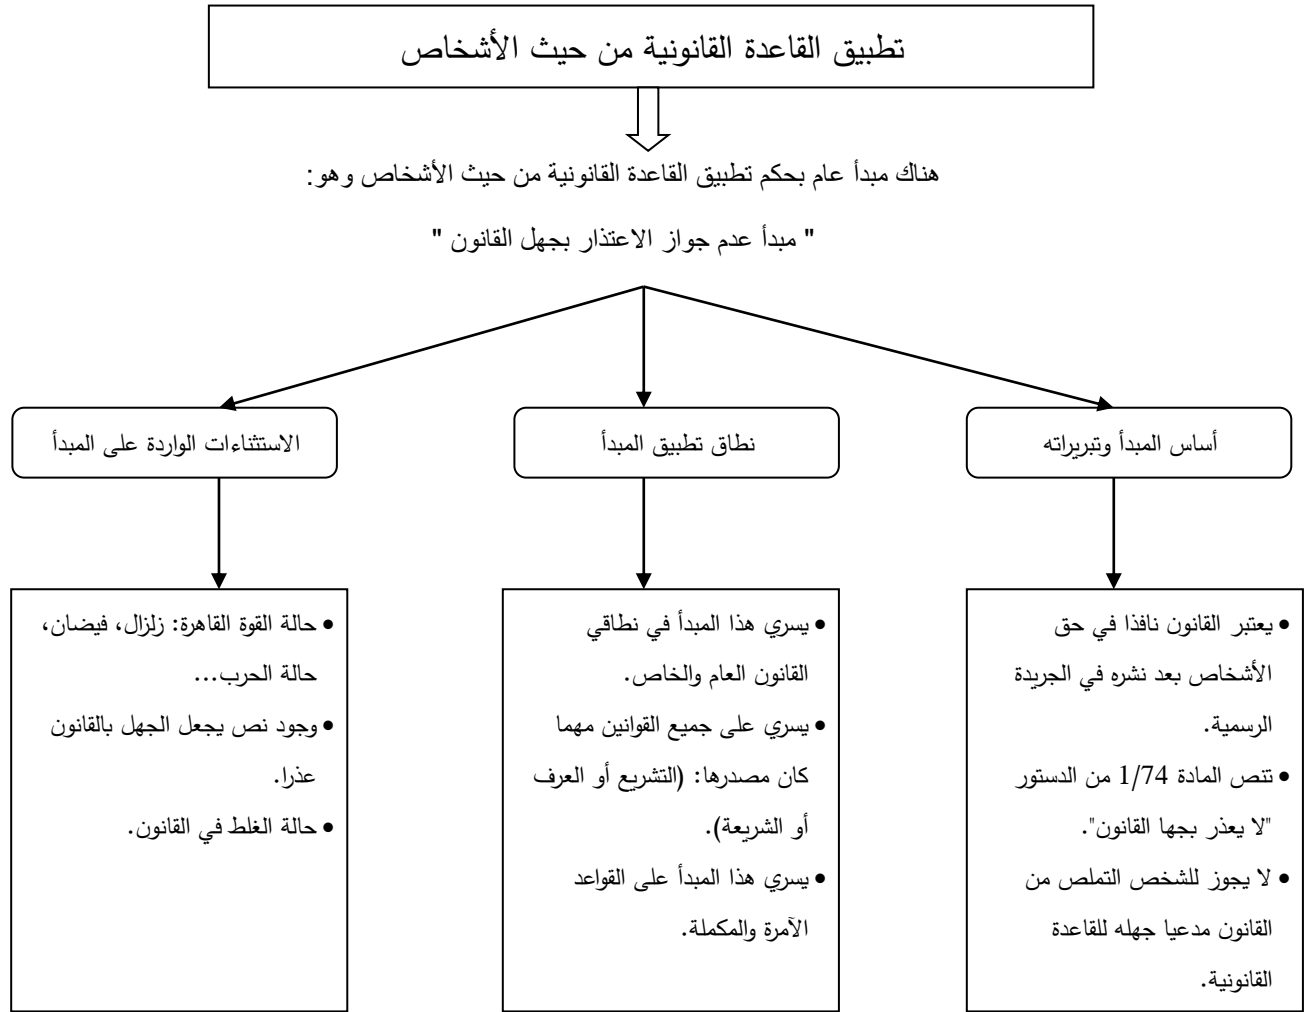 تطبيق القاعدة القانونية من حيث الأشخاص
هناك مبدأ عام بحكم تطبيق القاعدة القانونية من حيث الأشخاص وهو:
" مبدأ عدم جواز الاعتذار بجهل القانون "
أساس المبدأ وتبريراته
• يعتبر القانون نافذا في حق
الأشخاص بعد نشره في الجريدة
الرسمية.
• تنص المادة 1/74 من الدستور
"لا يعذر بجها القانون".
• لا يجوز للشخص التملص من
القانون مدعيا جهله للقاعدة
القانونية.
نطاق تطبيق المبدأ
• يسري هذا المبدأ في نطاقي
القانون العام والخاص.
• يسري على جميع القوانين مهما
كان مصدرها: (التشريع أو العرف
أو الشريعة).
• يسري هذا المبدأ على القواعد
الآمرة والمكملة.
الاستثناءات الواردة على المبدأ
• حالة القوة القاهرة: زلزال، فيضان،
حالة الحرب...
• وجود نص يجعل الجهل بالقانون
عذرا.
• حالة الغلط في القانون.